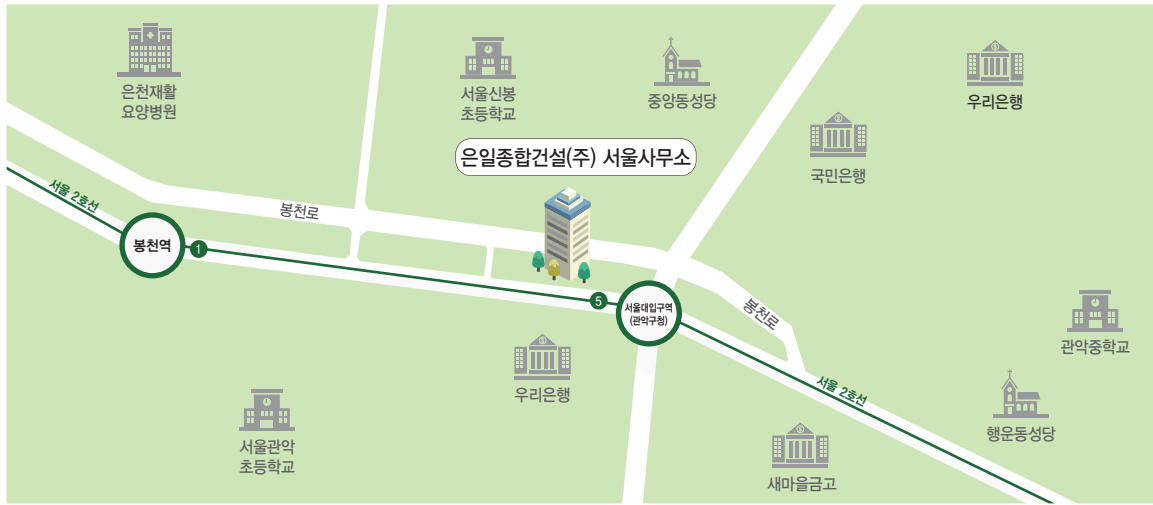 은천재활
요양병원
서울신봉
초등학교
중앙동성당
우리은행
국민은행
은일종합건설(주) 서울사무소
서울 2호선
봉천로
봉천역
1
5
서울대입구역
(관악구청)
봉천로
관악중학교
우리은행
서울 2호선
행운동성당
서울관악
초등학교
새마을금고